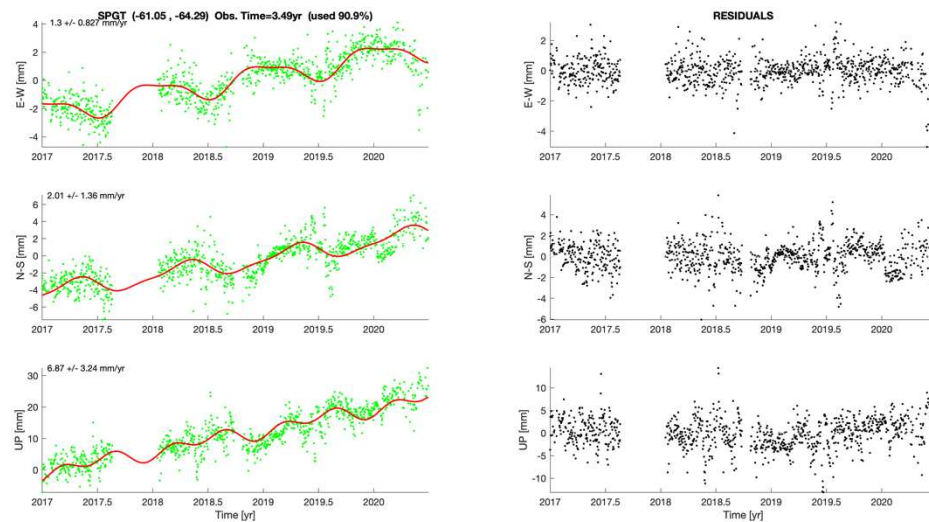 SPGT (-61.05 , -64.29) Obs. Time=3.49yr (used 90.9%)
1.3 +/- 0.827 mm/yr
4
2
0
-2
-4
E-W [mm]
2017 2017.5 2018 2018.5 2019 2019.5 2020
RESIDUALS
2
0
-2
-4
E-W [mm]
2017 2017.5 2018 2018.5 2019 2019.5 2020
2.01 +/- 1.36 mm/yr
6
4
2
0
-2
-4
-6
N-S [mm]
2017 2017.5 2018 2018.5 2019 2019.5 2020
4
2
0
-2
-4
-6
N-S [mm]
2017 2017.5 2018 2018.5 2019 2019.5 2020
6.87 +/- 3.24 mm/yr
30
20
10
0
UP [mm]
2017 2017.5 2018 2018.5 2019 2019.5 2020
Time [yr]
10
5
0
-5
-10
UP [mm]
2017 2017.5 2018 2018.5 2019 2019.5 2020
Time [yr]